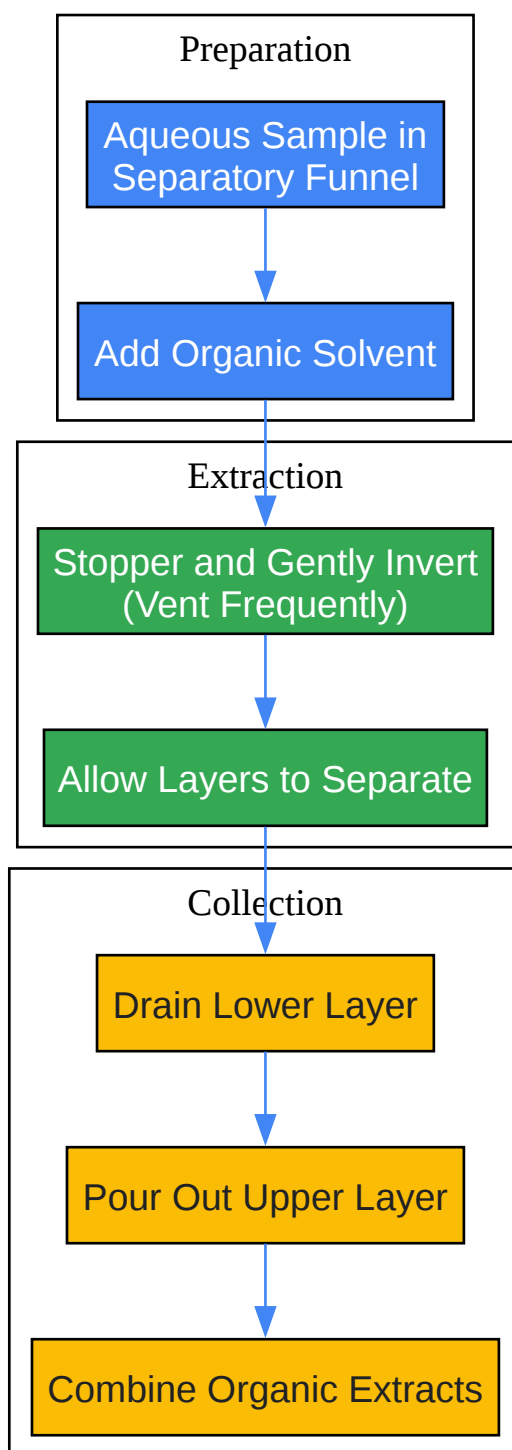 Preparation
Aqueous Sample in
Separatory Funnel
Add Organic Solvent
Extraction
Stopper and Gently Invert
(Vent Frequently)
Allow Layers to Separate
Collection
Drain Lower Layer
Pour Out Upper Layer
Combine Organic Extracts